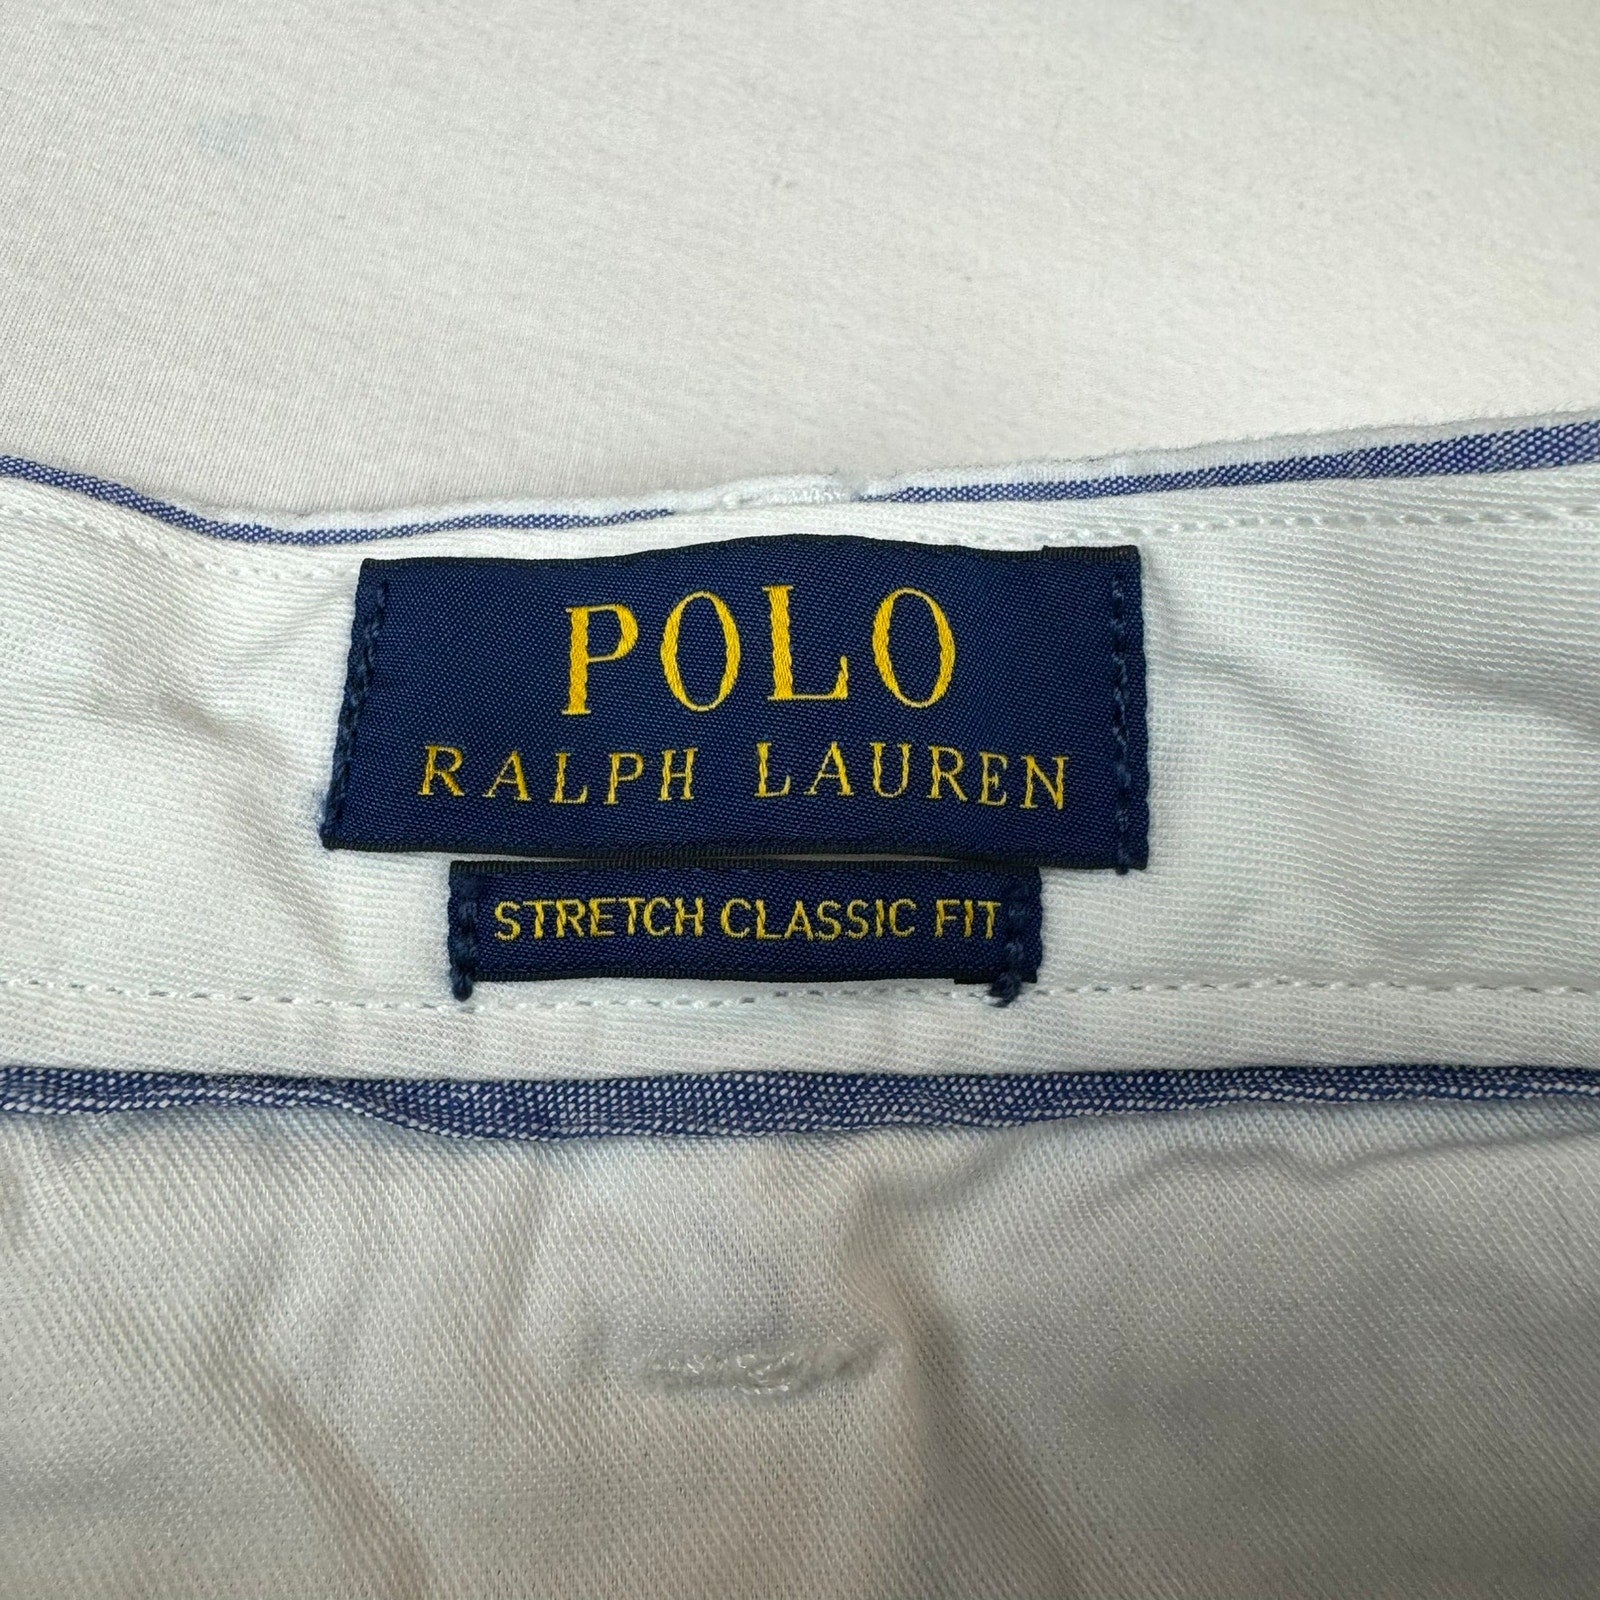 POLO
RALPH LAUREN
STRETCH CLASSIC FIT